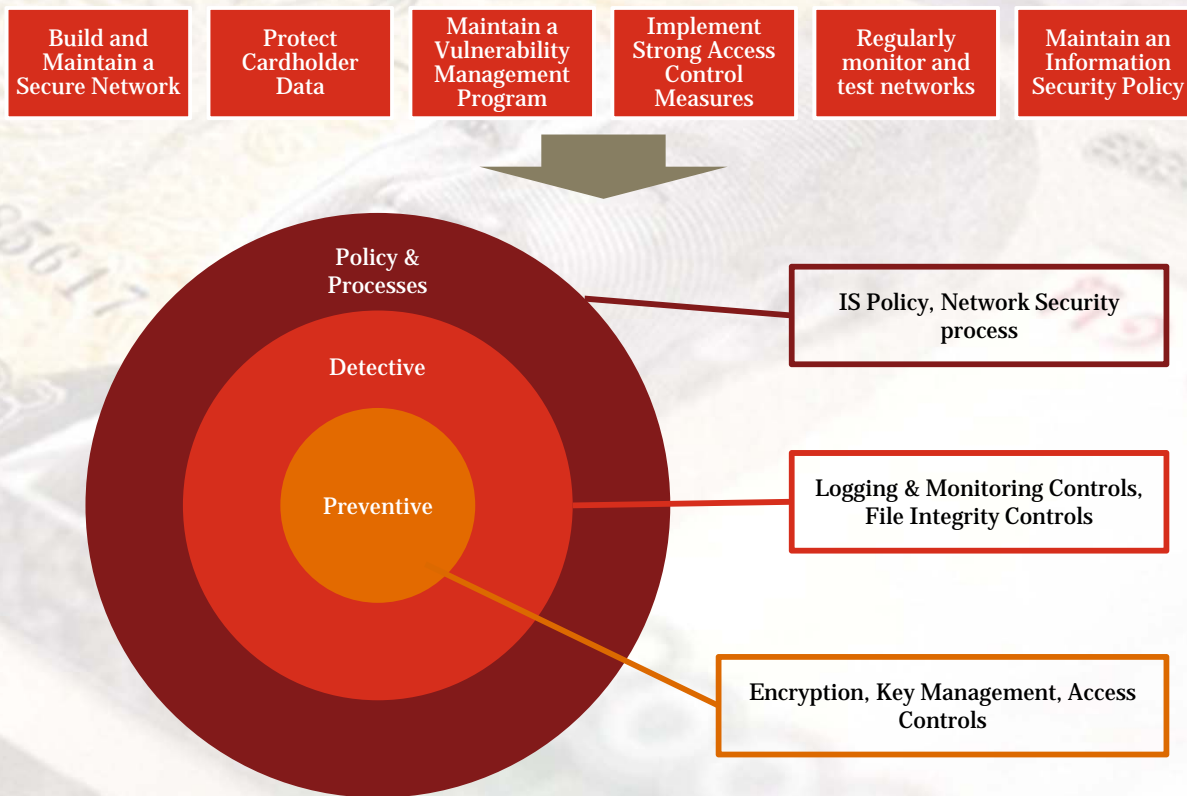 Build and
Maintain a
Secure Network
Protect
Cardholder
Data
Maintain a
Vulnerability
Management
Program
Implement
Strong Access
Control
Measures
Regularly
monitor and
test networks
Maintain an
Information
Security Policy
Policy &
Processes
Detective
Preventive
IS Policy, Network Security
process
Logging & Monitoring Controls,
File Integrity Controls
Encryption, Key Management, Access
Controls